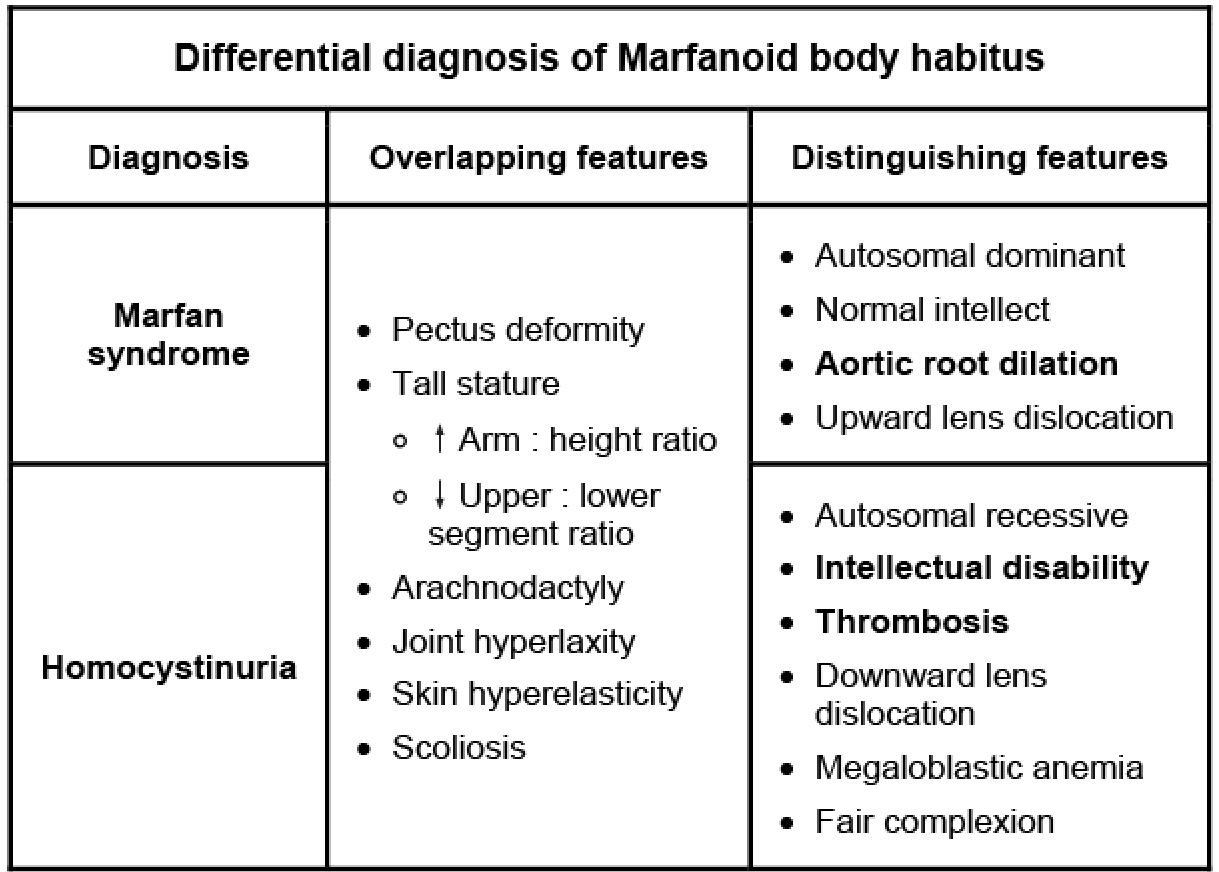 Differential diagnosis of Marfanoid body habitus
Diagnosis
Overlapping features
Distinguishing features
Marfan
syndrome
• Pectus deformity
• Tall stature
○ ↑ Arm : height ratio
○ ↓ Upper : lower
segment ratio
• Arachnodactyly
• Joint hyperlaxity
• Skin hyperelasticity
• Scoliosis
• Autosomal dominant
• Normal intellect
• Aortic root dilation
• Upward lens dislocation
Homocystinuria
• Autosomal recessive
• Intellectual disability
• Thrombosis
• Downward lens
dislocation
• Megaloblastic anemia
• Fair complexion